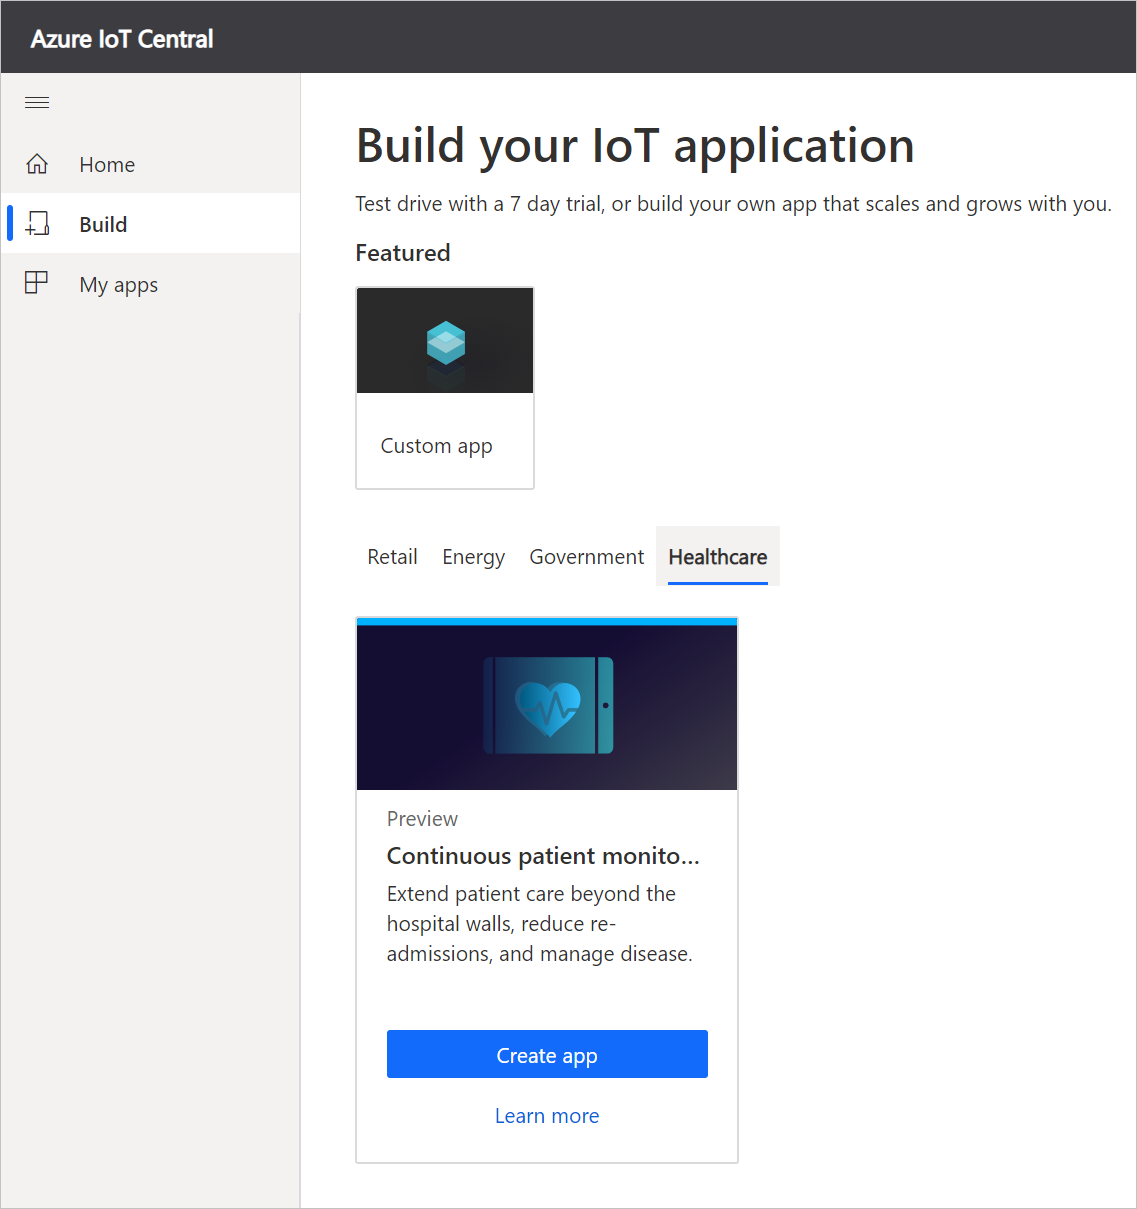 Azure IoT Central
Home
Build
My apps
Build your IoT application
Test drive with a 7 day trial, or build your own app that scales and grows with you.
Featured
Custom app
Retail Energy Government Healthcare
Preview
Continuous patient monito...
Extend patient care beyond the
hospital walls, reduce re-
admissions, and manage disease.
Create app
Learn more